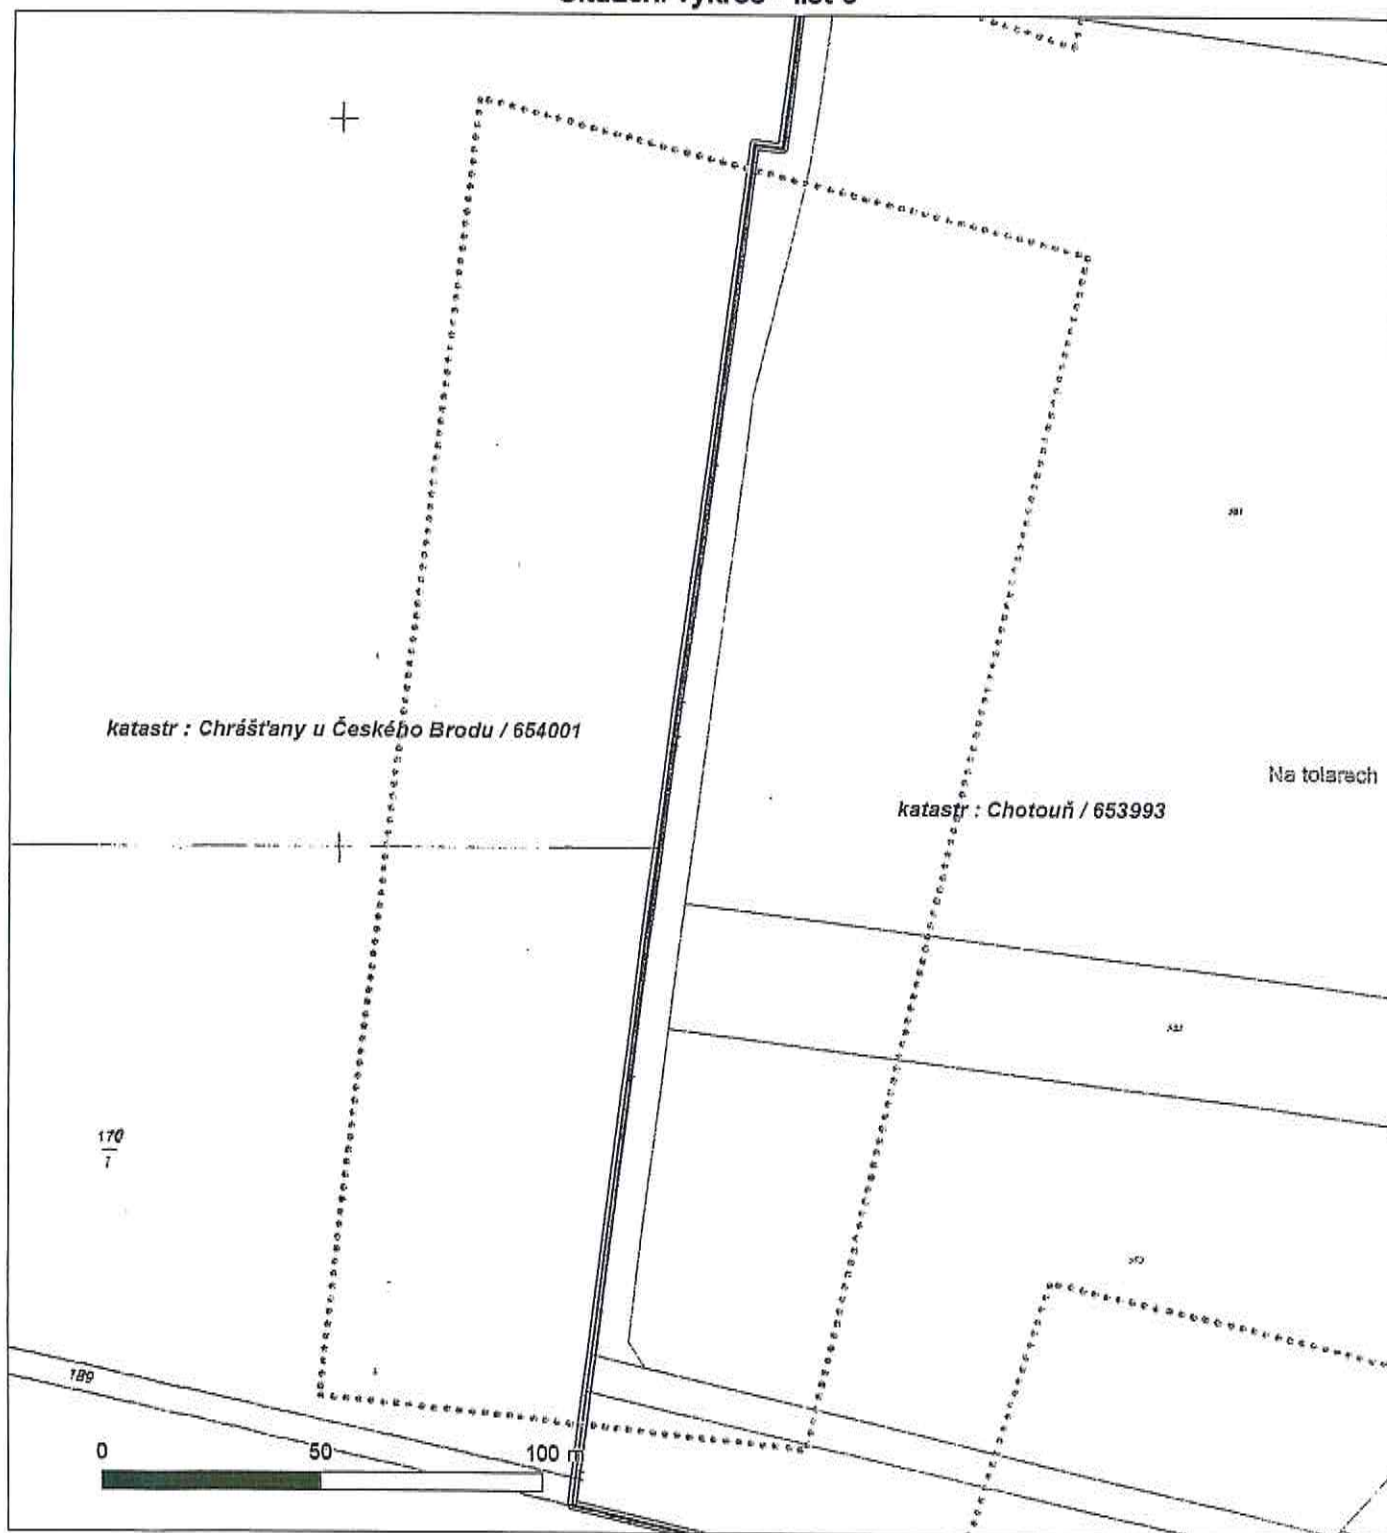 katastr : Chrášťany u Českého Brodu / 654001
Na tolarech
katastr : Chotouň / 653993
170
7
189
0 50 100 m